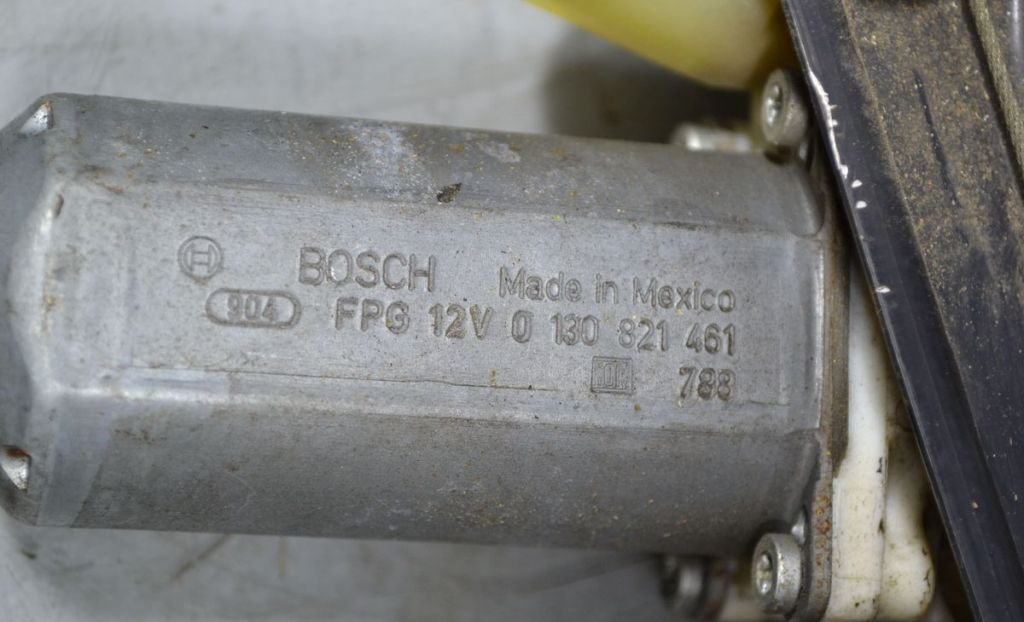 BOSCH Made in Mexico
904 FPG 12V 0 130 821 461
788